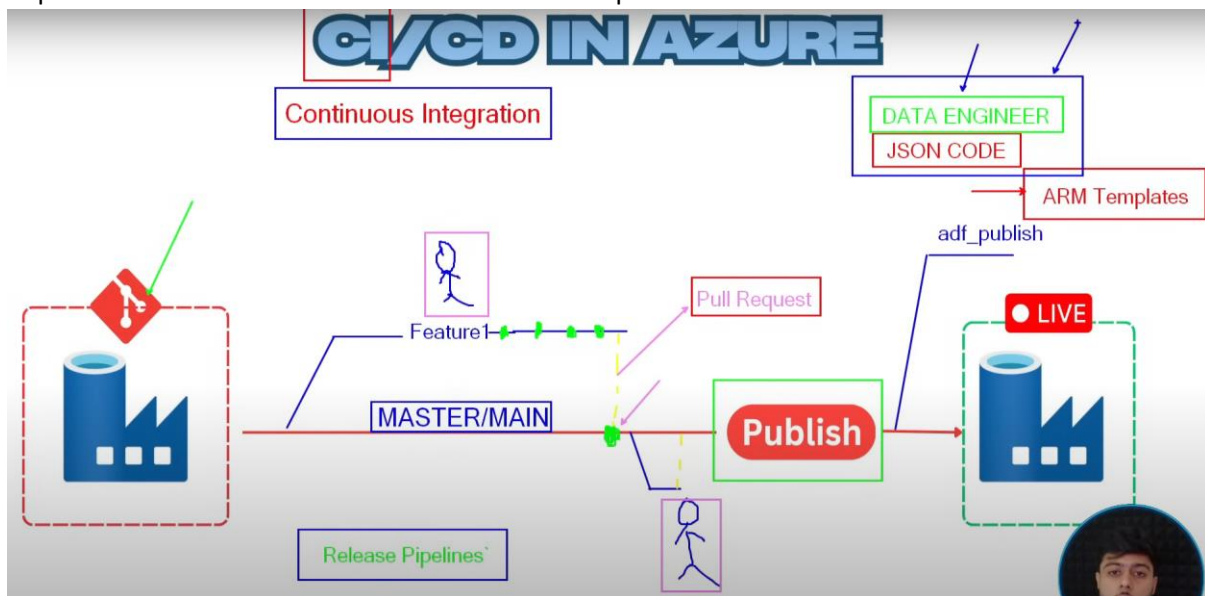 CI/CD IN AZURE
Continuous Integration
DATA ENGINEER
JSON CODE
ARM Templates
adf_publish
Pull Request
LIVE
Feature1
MASTER/MAIN
Publish
Release Pipelines`